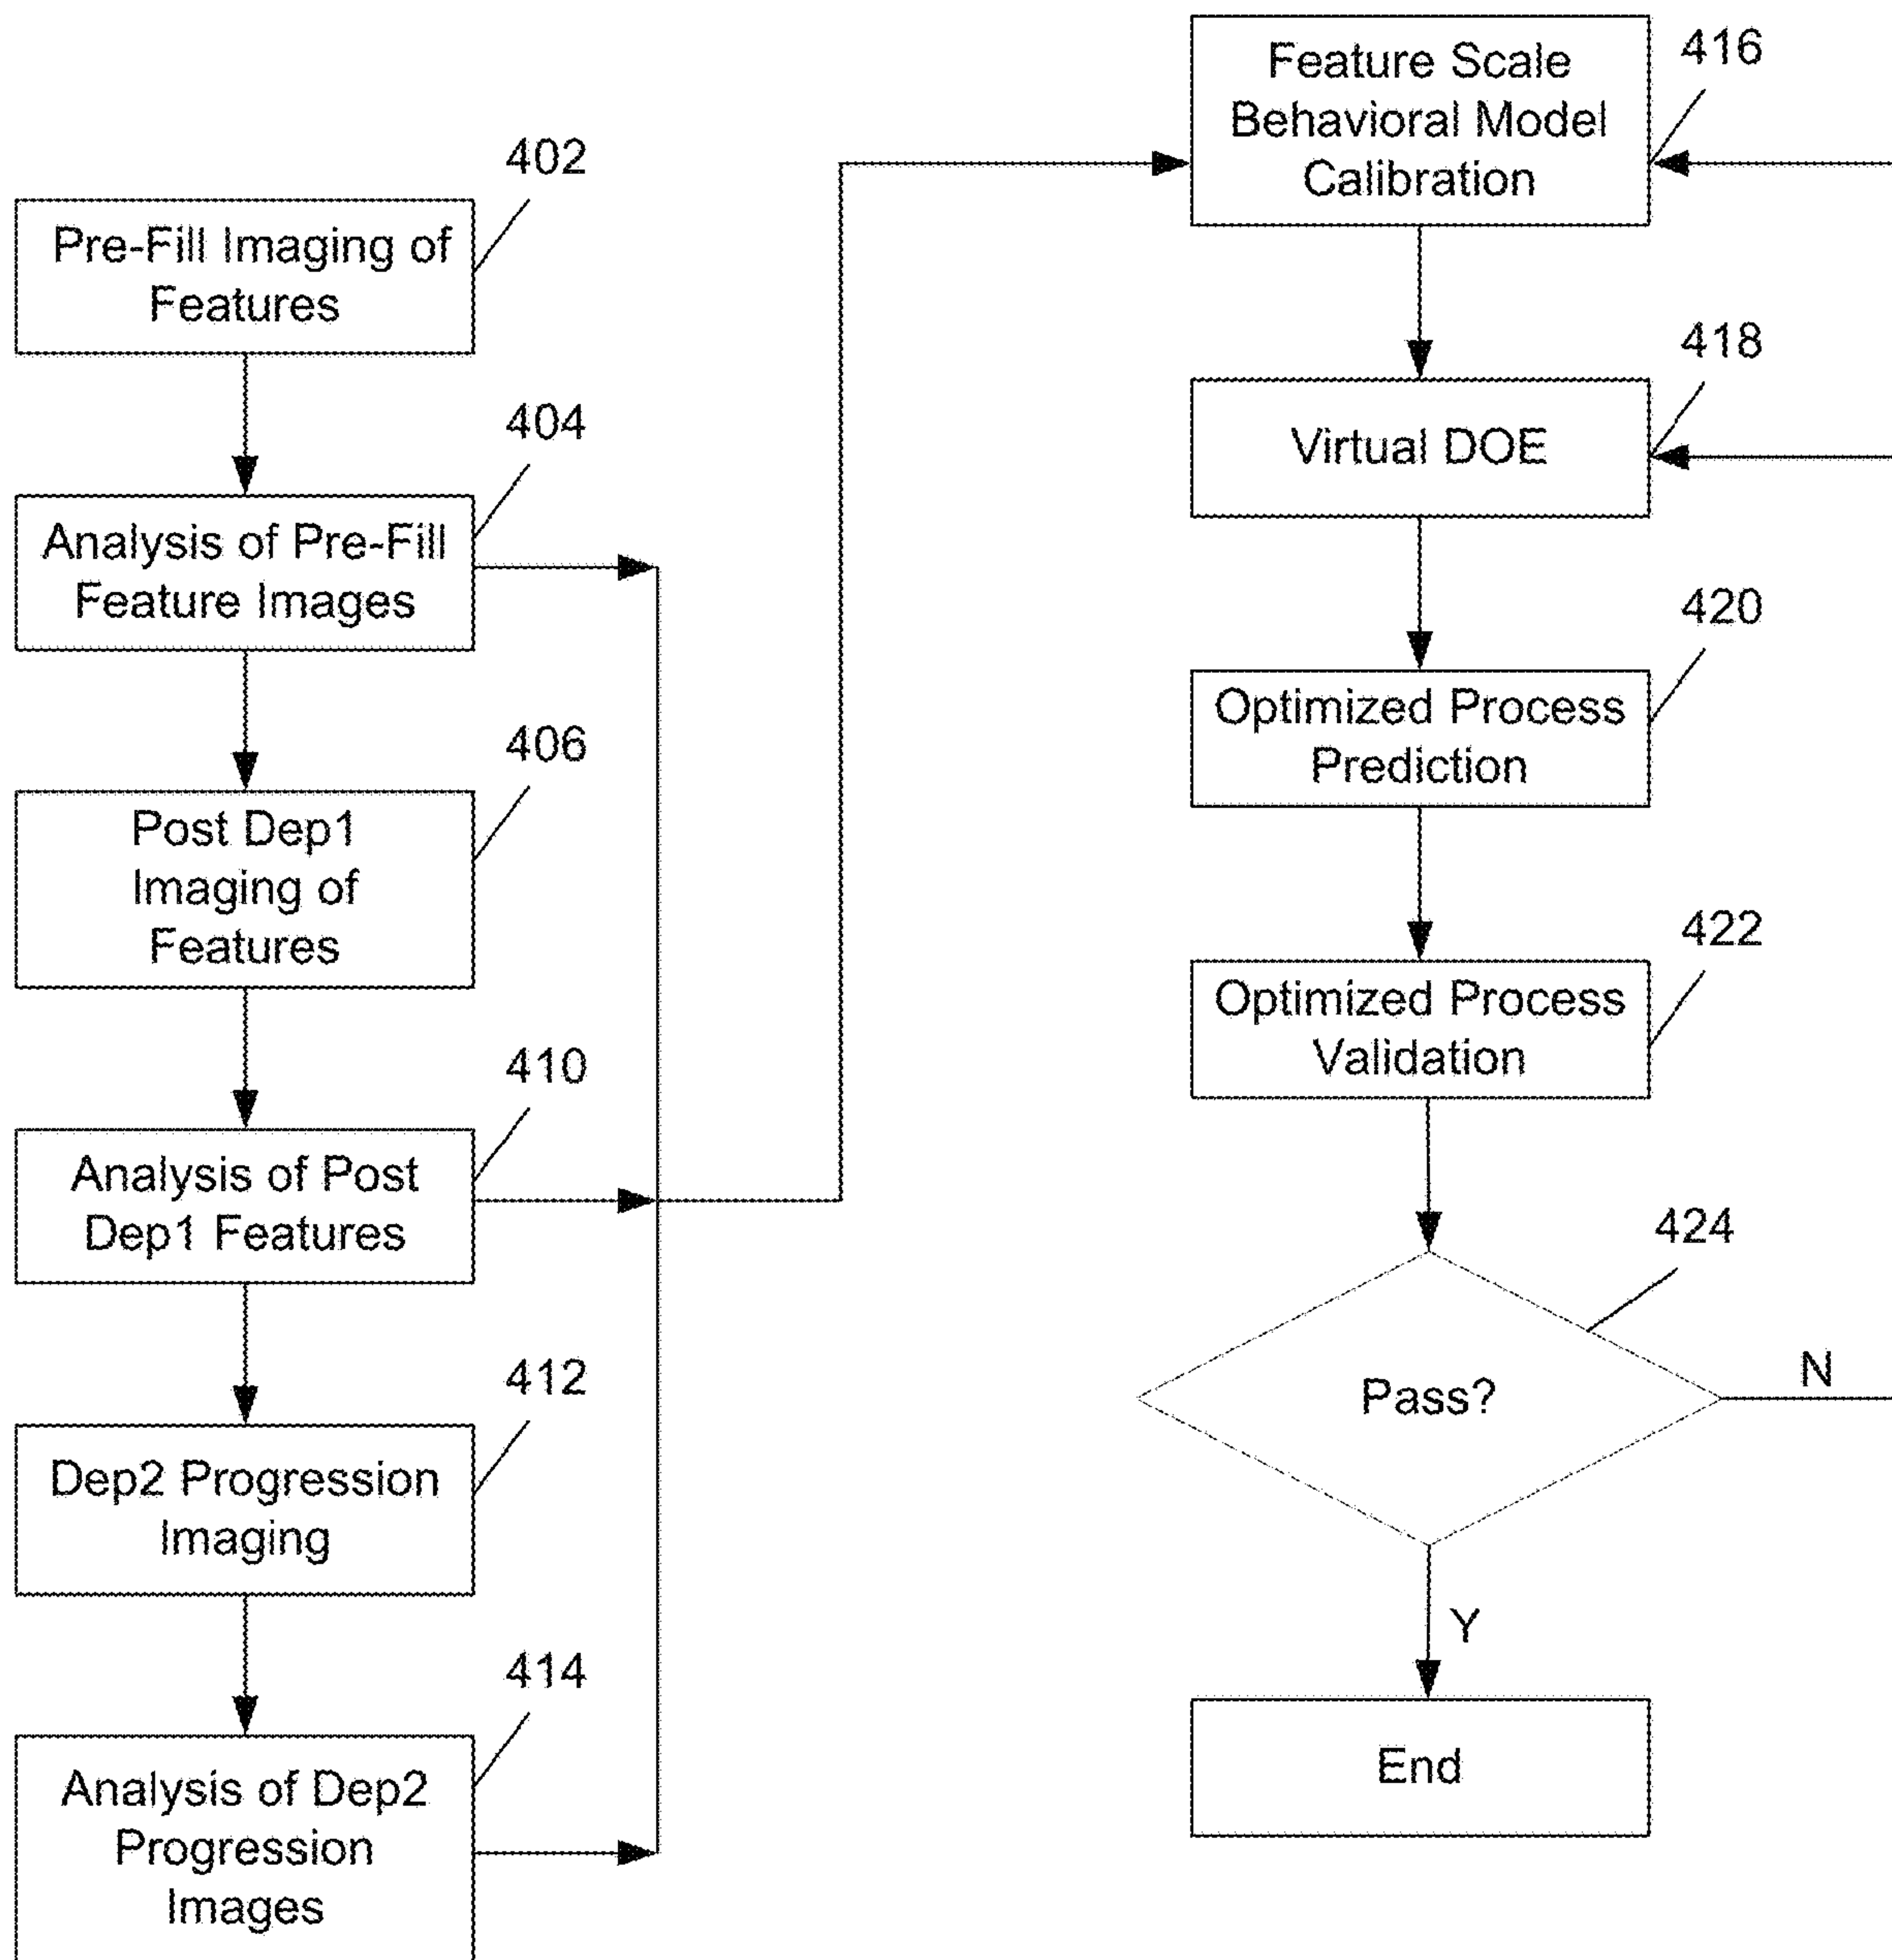 402
Pre-Fill Imaging of
Features
404
Analysis of Pre-Fill
Feature Images
406
Post Dep1
Imaging of
Features
410
Analysis of Post
Dep1 Features
412
Dep2 Progression
Imaging
414
Analysis of Dep2
Progression
Images
416
Feature Scale
Behavioral Model
Calibration
418
Virtual DOE
420
Optimized Process
Prediction
422
Optimized Process
Validation
424
Pass?
N
Y
End